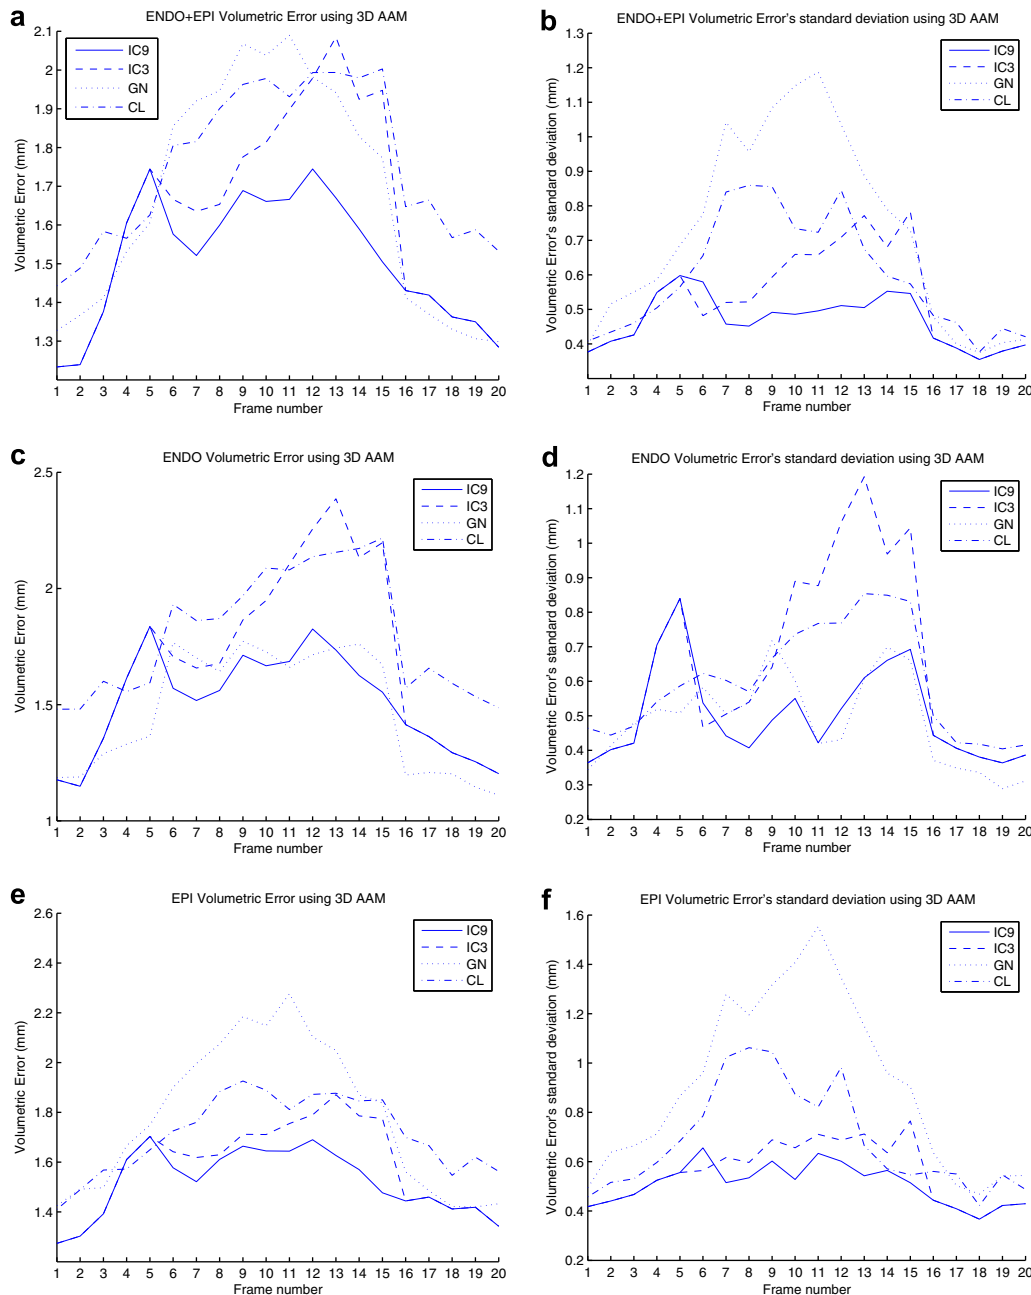 a
ENDO+EPI Volumetric Error using 3D AAM
2.1
2
1.9
1.8
1.7
1.6
1.5
1.4
1.3
Volumetric Error (mm)
IC9
IC3
GN
CL
1 2 3 4 5 6 7 8 9 10 11 12 13 14 15 16 17 18 19 20
Frame number
b
ENDO+EPI Volumetric Error's standard deviation using 3D AAM
1.3
1.2
1.1
1
0.9
0.8
0.7
0.6
0.5
0.4
Volumetric Error's standard deviation (mm)
IC9
IC3
GN
CL
1 2 3 4 5 6 7 8 9 10 11 12 13 14 15 16 17 18 19 20
Frame number
c
ENDO Volumetric Error using 3D AAM
2.5
2
1.5
1
Volumetric Error (mm)
IC9
IC3
GN
CL
1 2 3 4 5 6 7 8 9 10 11 12 13 14 15 16 17 18 19 20
Frame number
d
ENDO Volumetric Error's standard deviation using 3D AAM
1.2
1.1
1
0.9
0.8
0.7
0.6
0.5
0.4
0.3
0.2
Volumetric Error's standard deviation (mm)
IC9
IC3
GN
CL
1 2 3 4 5 6 7 8 9 10 11 12 13 14 15 16 17 18 19 20
Frame number
e
EPI Volumetric Error using 3D AAM
2.6
2.4
2.2
2
1.8
1.6
1.4
Volumetric Error (mm)
IC9
IC3
GN
CL
1 2 3 4 5 6 7 8 9 10 11 12 13 14 15 16 17 18 19 20
Frame number
f
EPI Volumetric Error's standard deviation using 3D AAM
1.6
1.4
1.2
1
0.8
0.6
0.4
0.2
Volumetric Error's standard deviation (mm)
IC9
IC3
GN
CL
1 2 3 4 5 6 7 8 9 10 11 12 13 14 15 16 17 18 19 20
Frame number